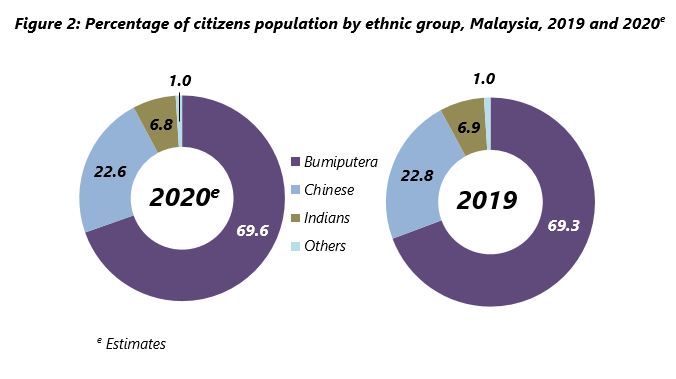 Figure 2: Percentage of citizens population by ethnic group, Malaysia, 2019 and 2020ᵉ
1.0
6.8
22.6
2020ᵉ
69.6
Bumiputera
Chinese
Indians
Others
1.0
6.9
22.8
2019
69.3
ᵉ Estimates